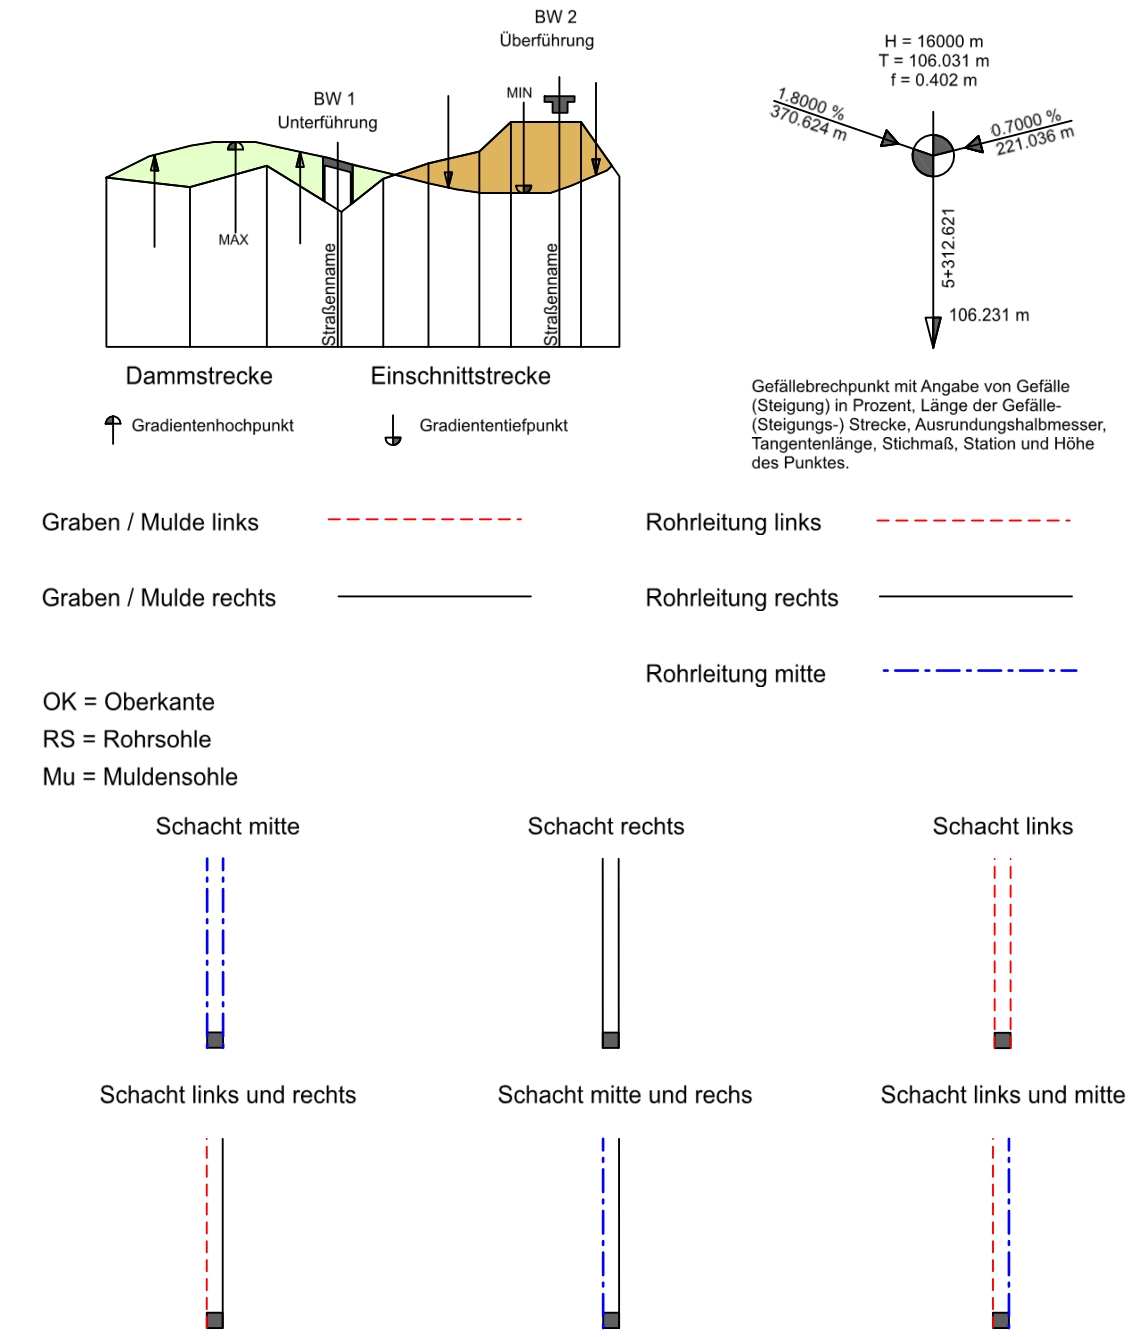 BW 2
Überführung
H = 16000 m
T = 106.031 m
f = 0.402 m
BW 1
Unterführung
MIN
1.8000 %
370.624 m
0.7000 %
221.036 m
MAX
Straßenname
Straßenname
5+312.621
106.231 m
Dammstrecke
Einschnittstrecke
Gradientenhochpunkt
Gradiententiefpunkt
Gefällebrechpunkt mit Angabe von Gefälle
(Steigung) in Prozent, Länge der Gefälle-
(Steigungs-) Strecke, Ausrundungshalbmesser,
Tangentenlänge, Stichmaß, Station und Höhe
des Punktes.
Graben / Mulde links
Rohrleitung links
Graben / Mulde rechts
Rohrleitung rechts
Rohrleitung mitte
OK = Oberkante
RS = Rohrsohle
Mu = Muldensohle
Schacht mitte
Schacht rechts
Schacht links
Schacht links und rechts
Schacht mitte und rechs
Schacht links und mitte